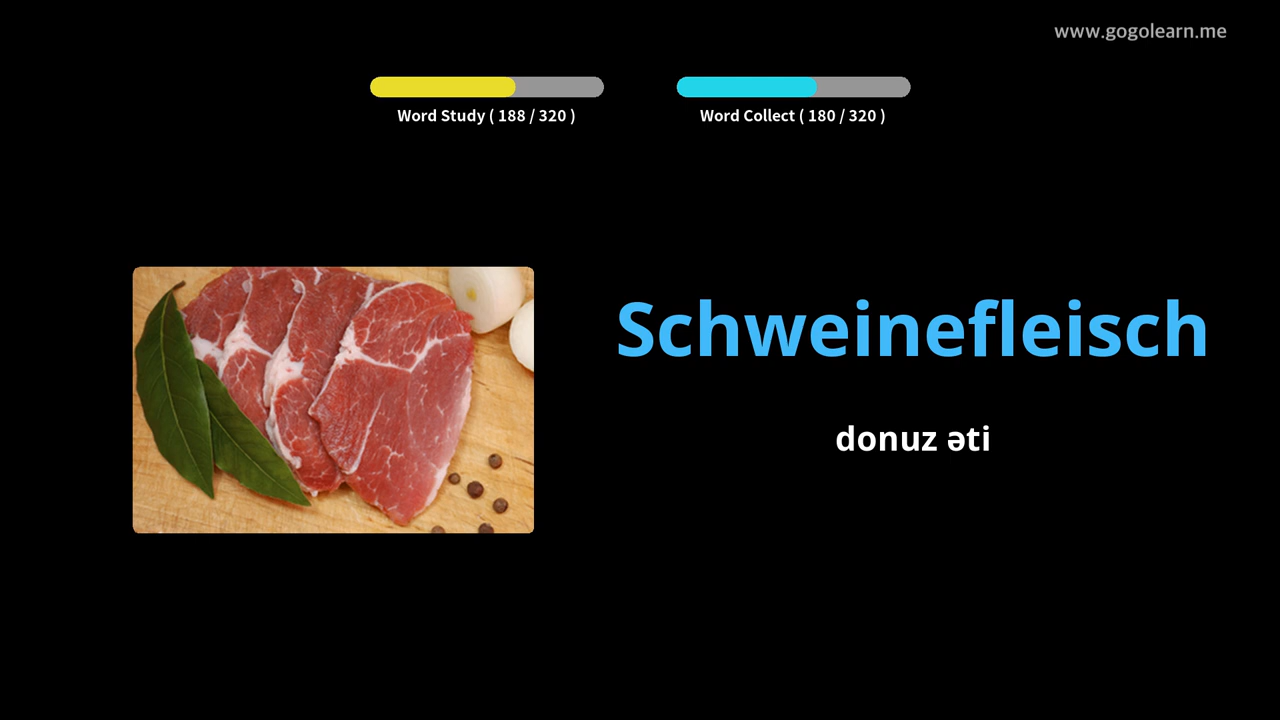 www.gogolearn.me
Word Study ( 188 / 320 )
Word Collect ( 180 / 320 )
Schweinefleisch
donuz əti